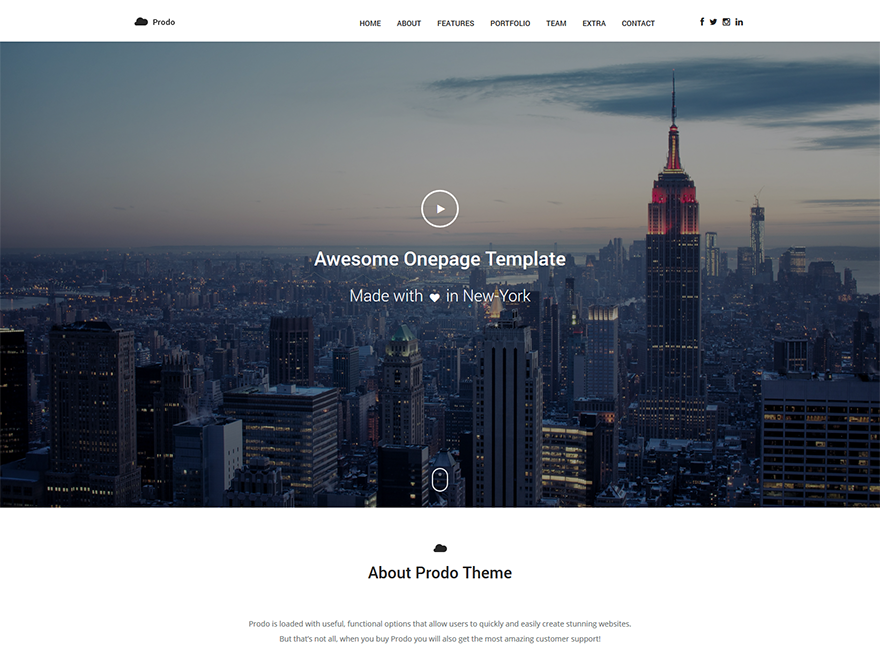 Prodo
HOME ABOUT FEATURES PORTFOLIO TEAM EXTRA CONTACT
Awesome Onepage Template
Made with ♥ in New-York
About Prodo Theme
Prodo is loaded with useful, functional options that allow users to quickly and easily create stunning websites.
But that's not all, when you buy Prodo you will also get the most amazing customer support!